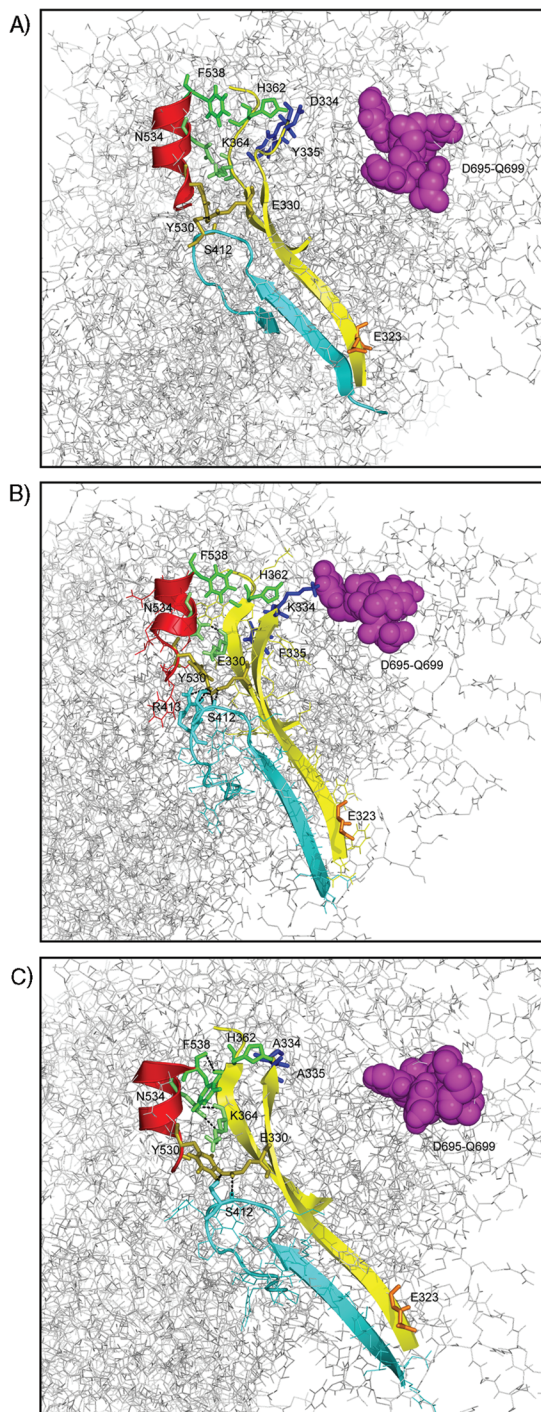 A)
F538
H362
D334
N534
K364
Y335
D695-Q699
E330
Y530
S412
E323
B)
F538
H362
N534
K334
E330
F335
D695-Q699
Y530
R413
S412
E323
C)
F538
H362
A334
A335
N534
K364
D695-Q699
Y530
E330
S412
E323